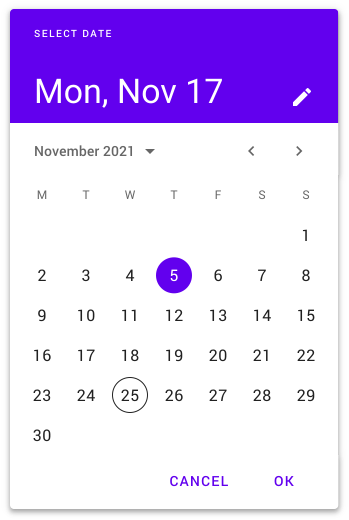 SELECT DATE
Mon, Nov 17
November 2021
M T W T F S S
1
2 3 4 5 6 7 8
9 10 11 12 13 14 15
16 17 18 19 20 21 22
23 24 25 26 27 28 29
30
CANCEL OK